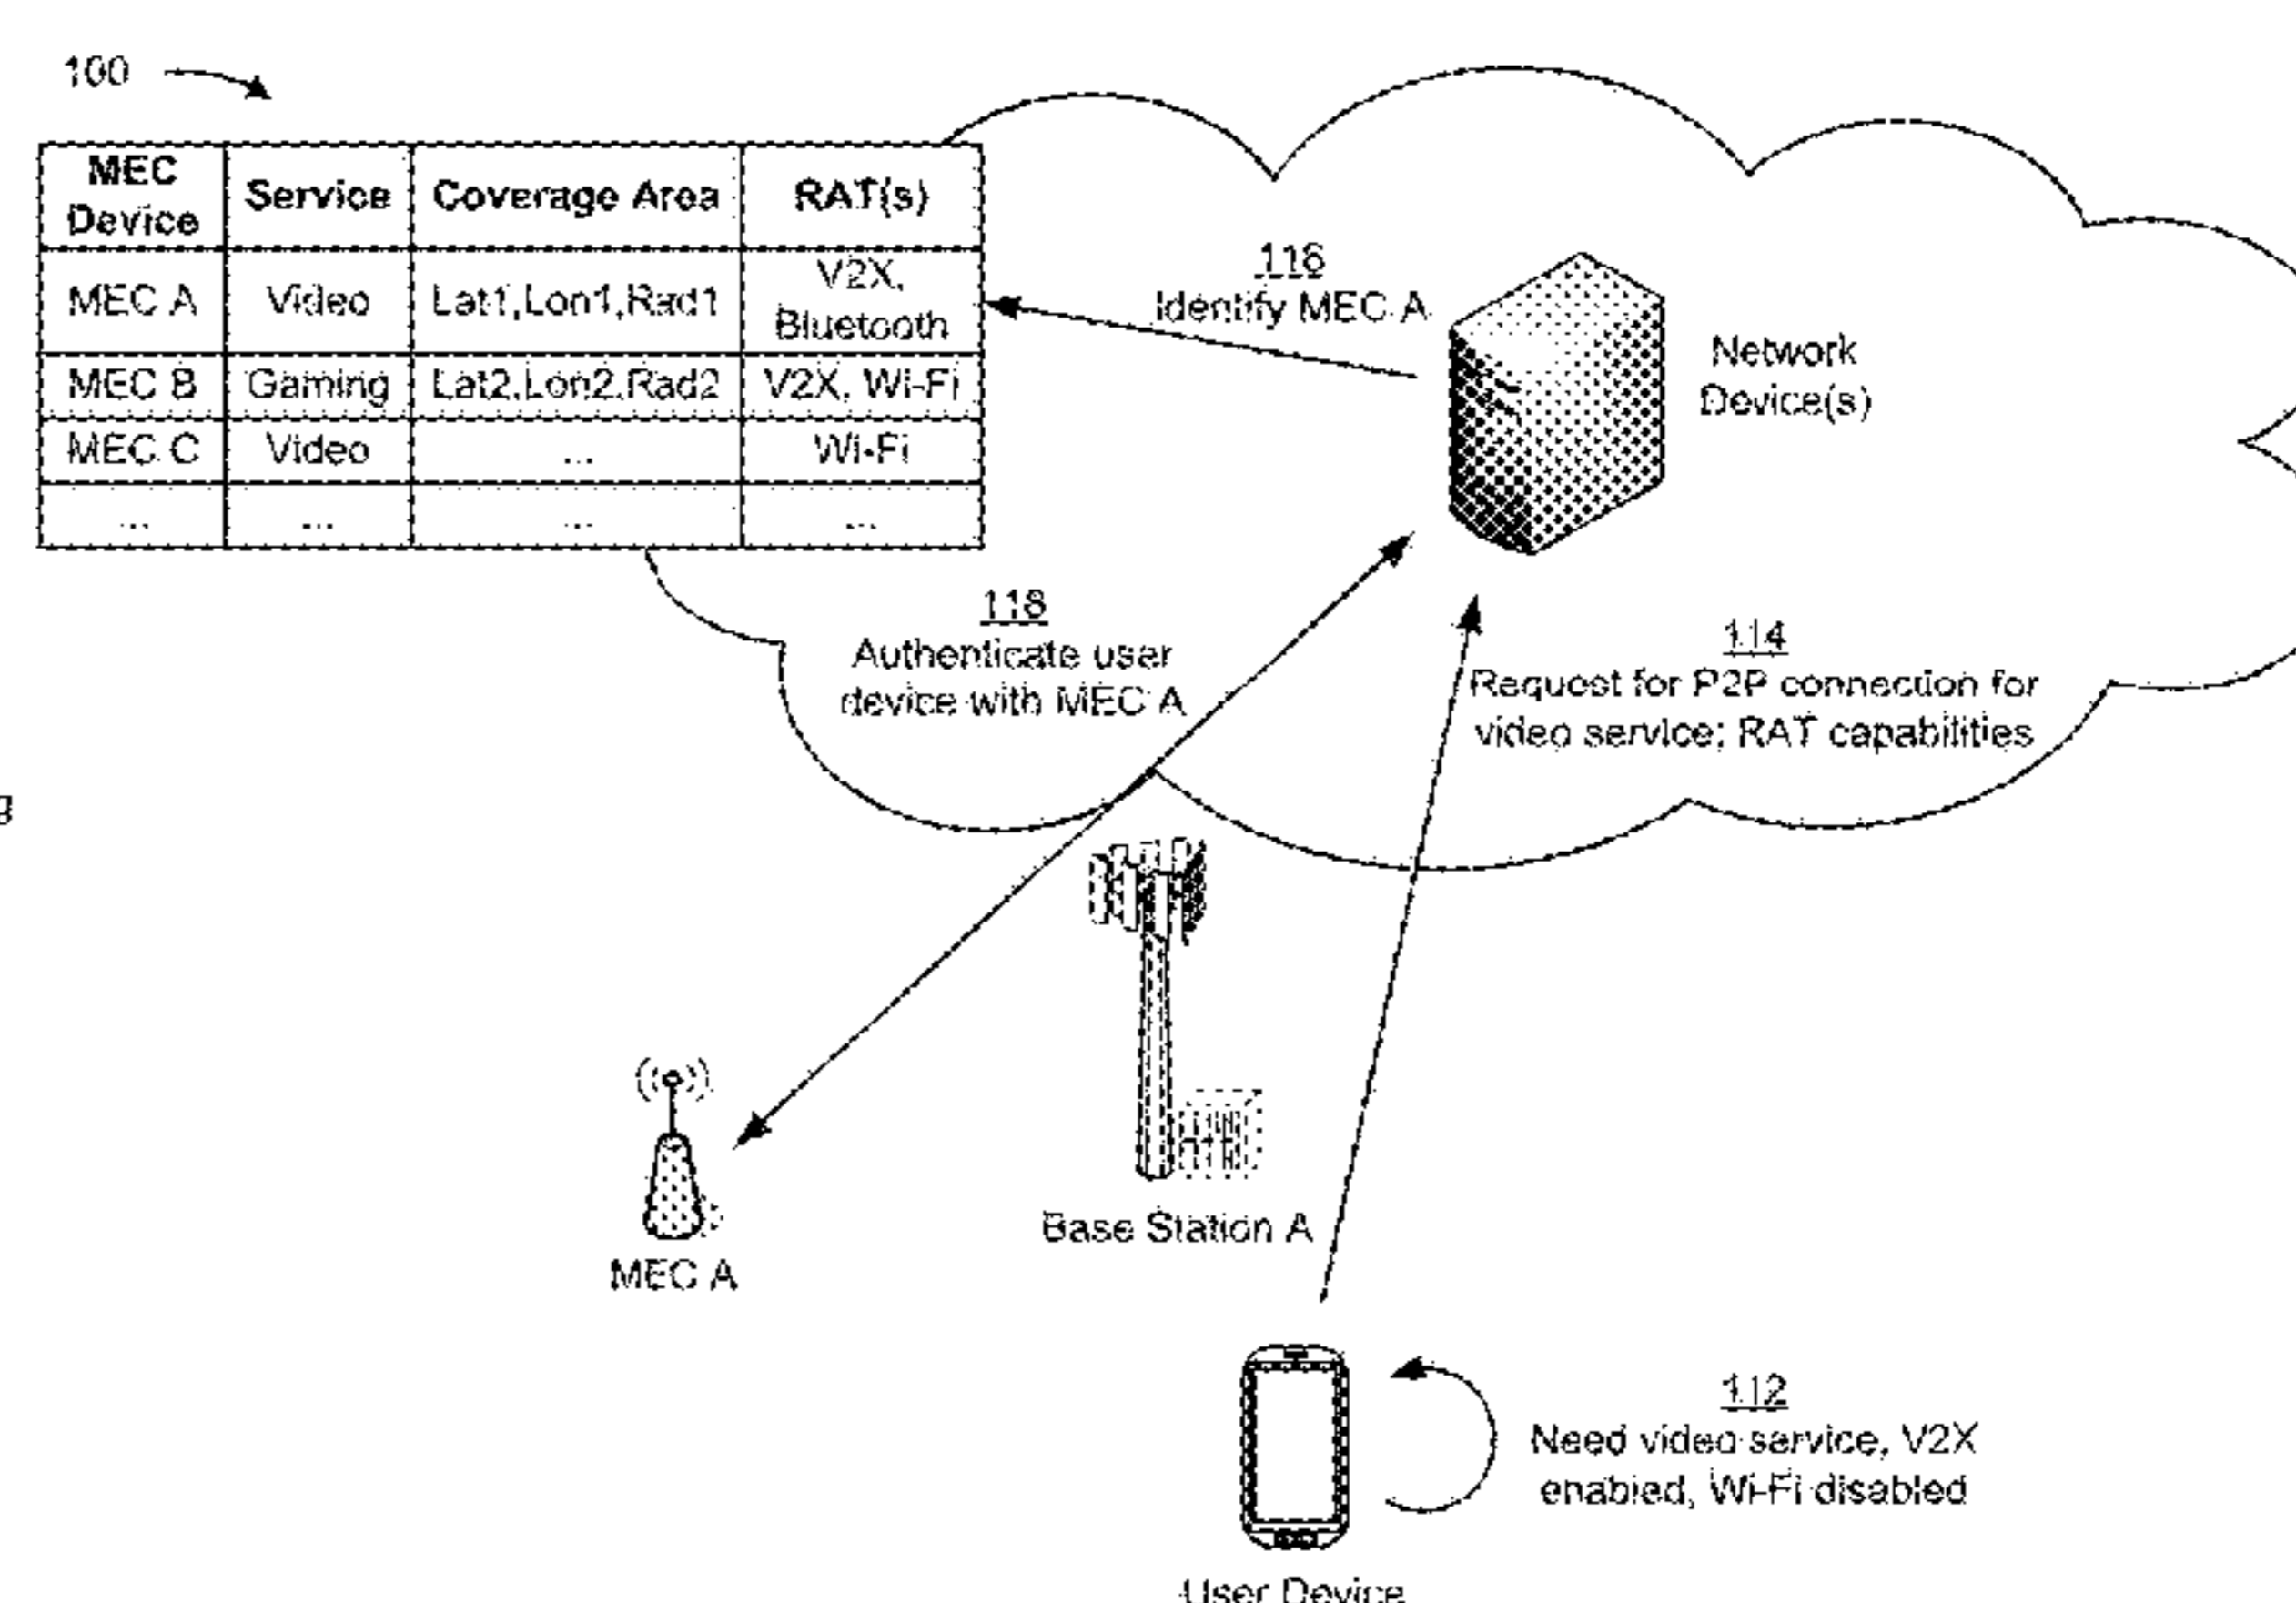 100
MEC Device Service Coverage Area RAT(s)
MEC A Video Lat1,Lon1,Rad1 V2X, Bluetooth
MEC B Gaming Lat2,Lon2,Rad2 V2X, Wi-Fi
MEC C Video ... Wi-Fi
... ... ... ...
116
Identify MEC A
Network
Device(s)
118
Authenticate user
device with MEC A
114
Request for P2P connection for
video service; RAT capabilities
g
MEC A
Base Station A
112
Need video service, V2X
enabled, Wi-Fi disabled
User Device